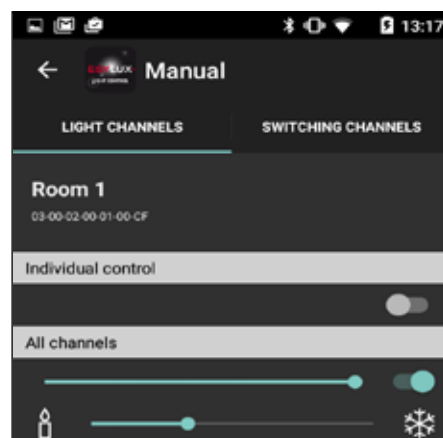 13:17
Manual
LIGHT CHANNELS SWITCHING CHANNELS
Room 1
03-00-02-00-01-00-CF
Individual control
All channels